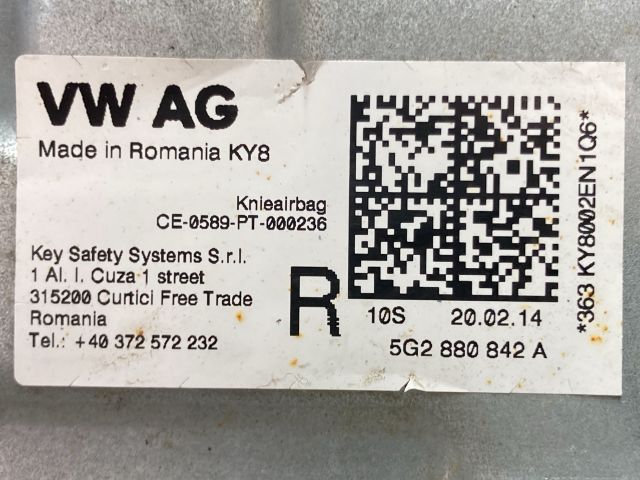 VW AG
Made in Romania KY8
Knieairbag
CE-0589-PT-000236
Key Safety Systems S.r.l.
1 Al. I. Cuza 1 street
315200 Curtici Free Trade
Romania
Tel.: +40 372 572 232
R
10S 20.02.14
5G2 880 842 A
*363 KY8002EN1Q6*